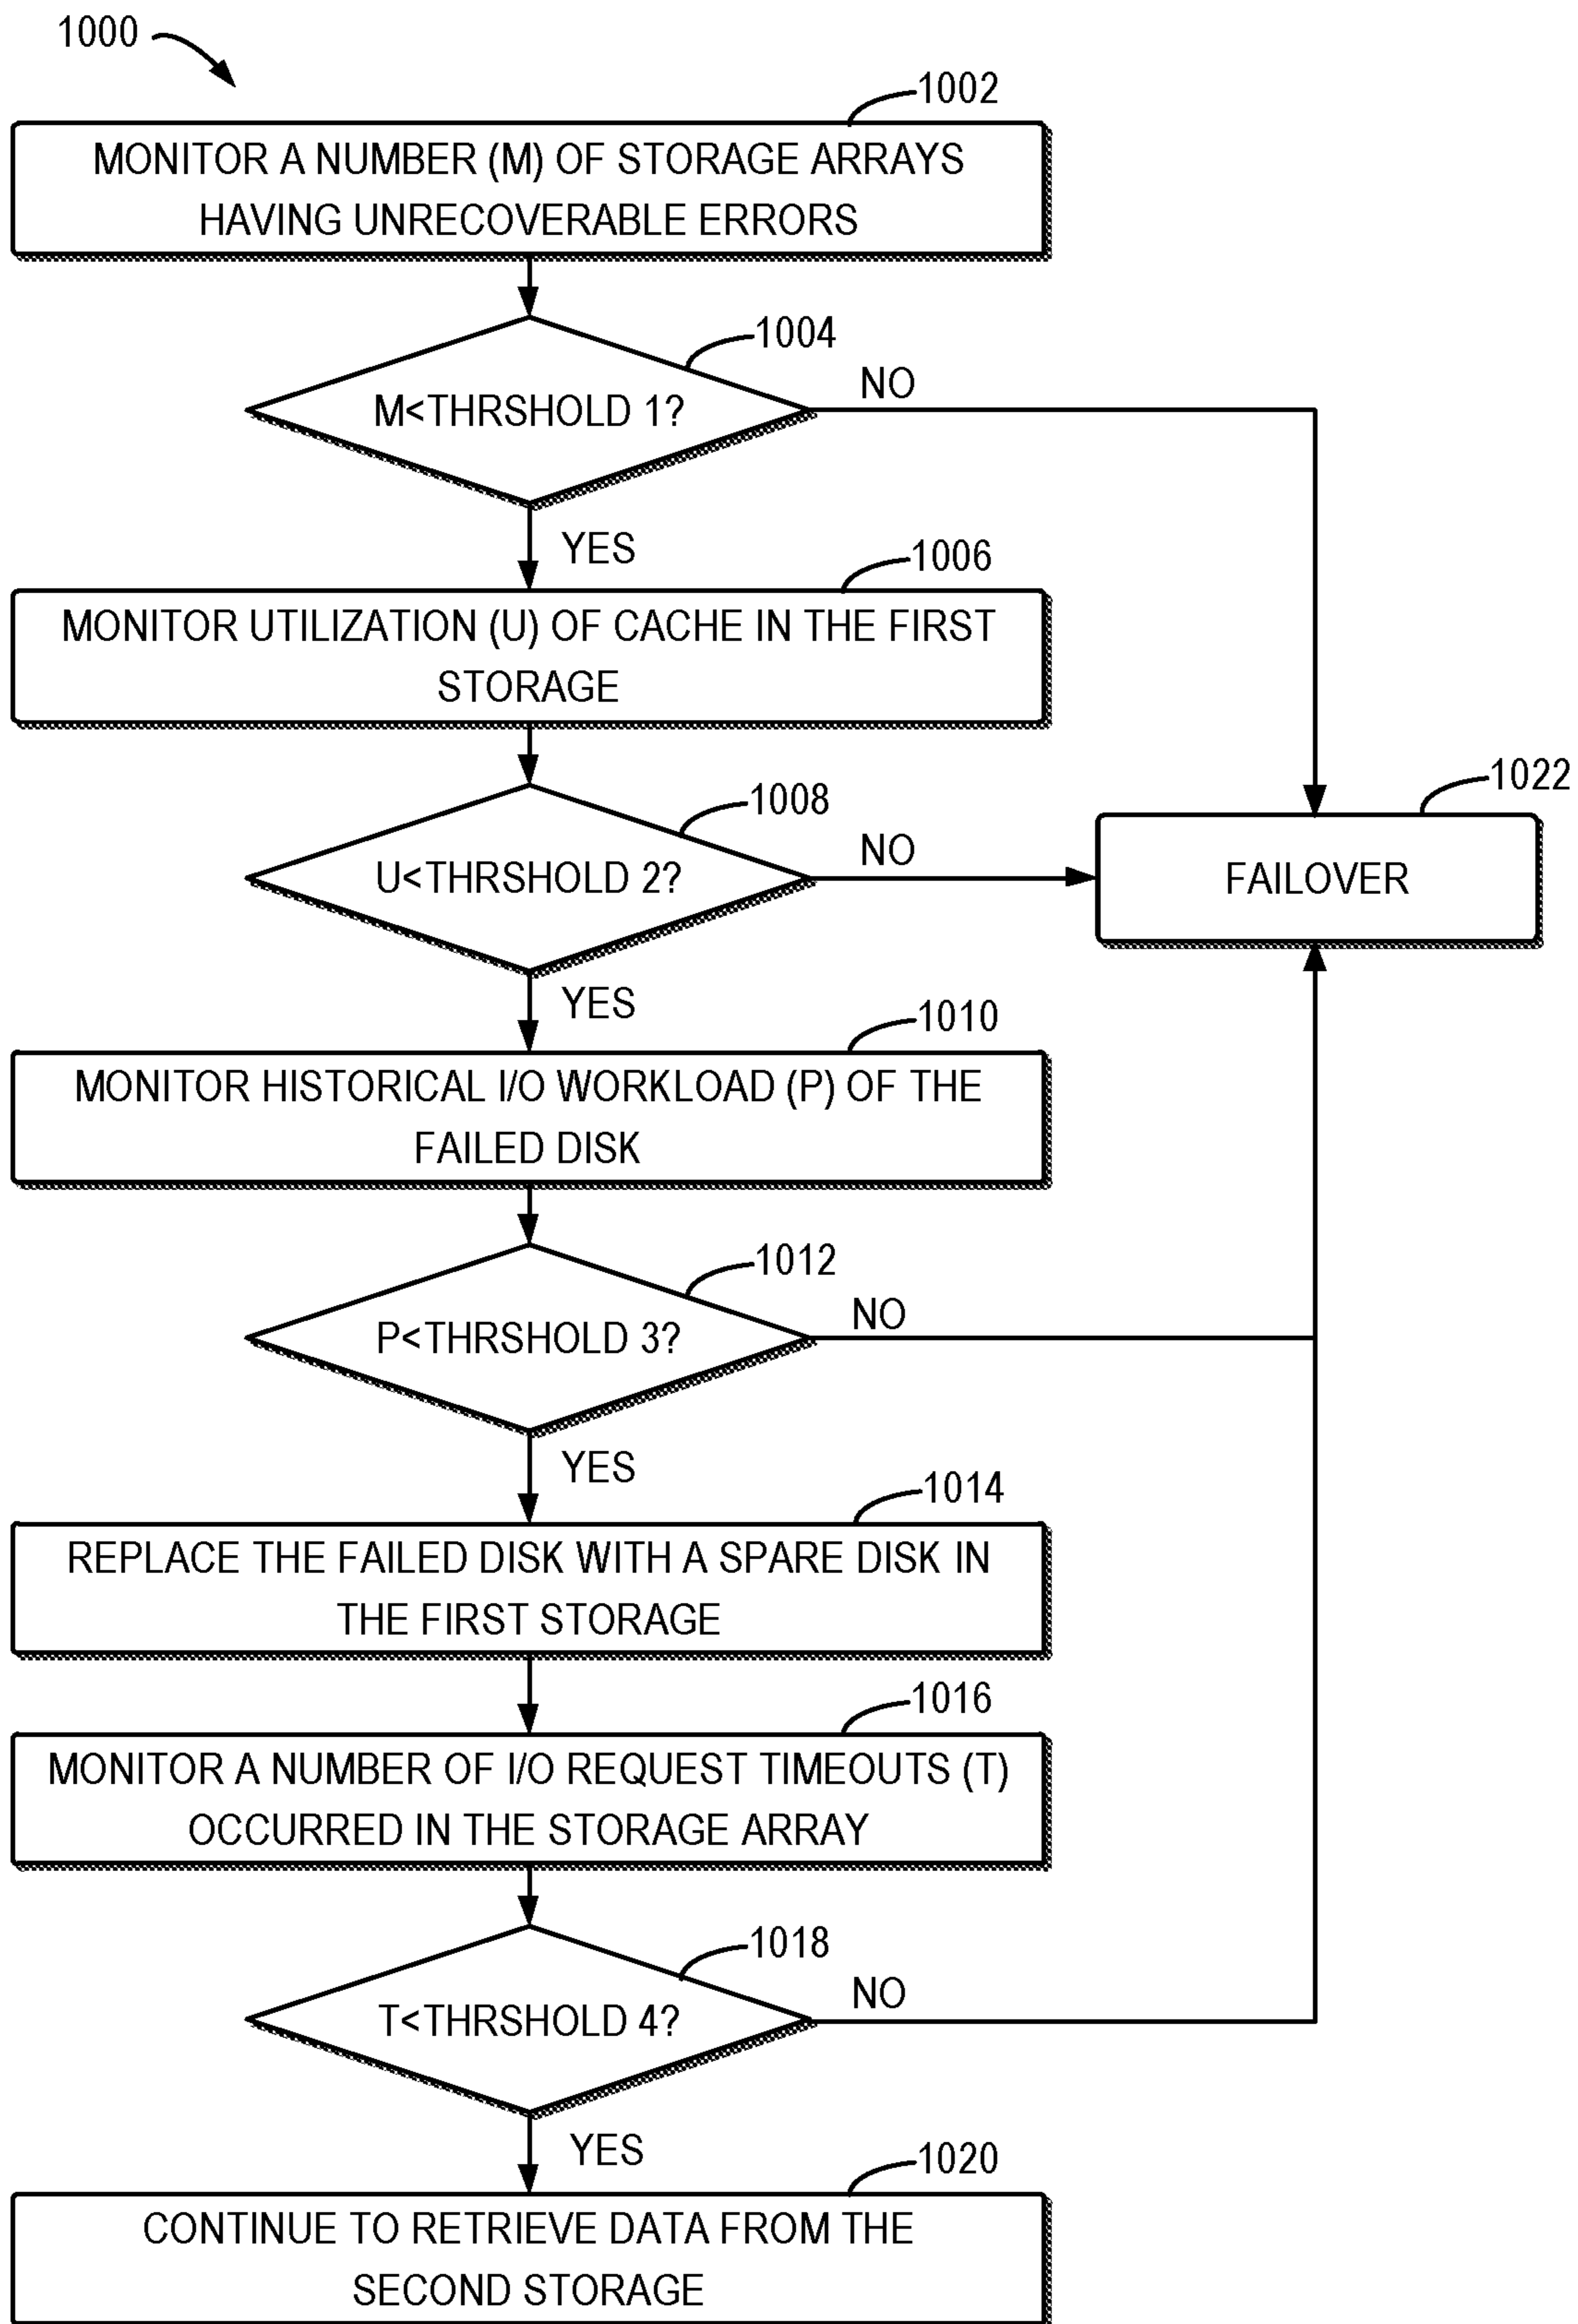 1000
1002
MONITOR A NUMBER (M) OF STORAGE ARRAYS
HAVING UNRECOVERABLE ERRORS
1004
M<THRSHOLD 1?
NO
YES
1006
MONITOR UTILIZATION (U) OF CACHE IN THE FIRST
STORAGE
1008
U<THRSHOLD 2?
NO
1022
FAILOVER
YES
1010
MONITOR HISTORICAL I/O WORKLOAD (P) OF THE
FAILED DISK
1012
P<THRSHOLD 3?
NO
YES
1014
REPLACE THE FAILED DISK WITH A SPARE DISK IN
THE FIRST STORAGE
1016
MONITOR A NUMBER OF I/O REQUEST TIMEOUTS (T)
OCCURRED IN THE STORAGE ARRAY
1018
T<THRSHOLD 4?
NO
YES
1020
CONTINUE TO RETRIEVE DATA FROM THE
SECOND STORAGE